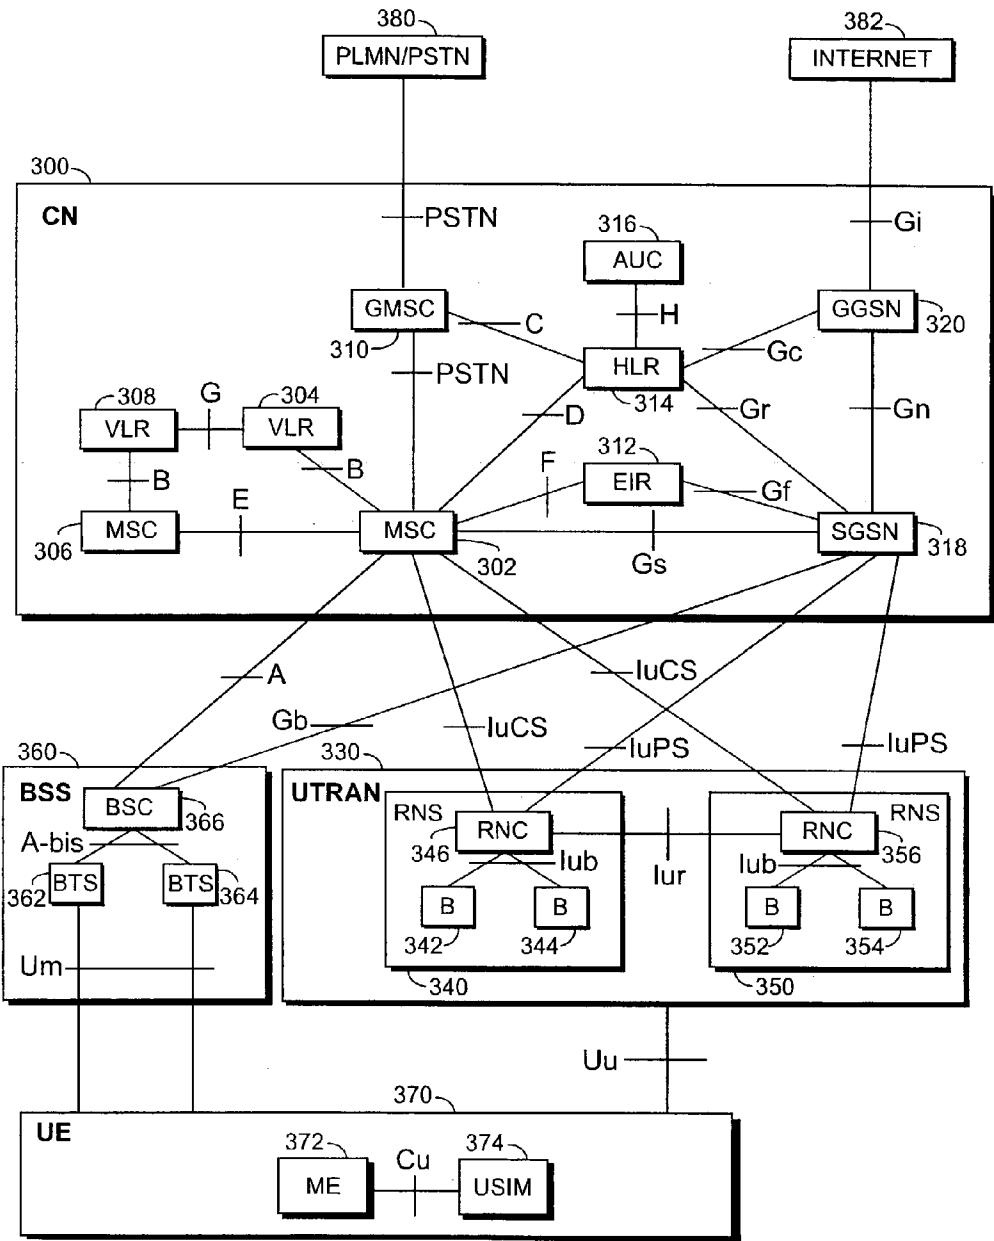 380
382
PLMN/PSTN
INTERNET
300
CN
PSTN
316
Gi
AUC
GMSC
GGSN
310
C
H
320
HLR
Gc
PSTN
314
308
G
304
D
Gr
Gn
VLR
VLR
312
B
B
F
EIR
Gf
E
MSC
MSC
SGSN
306
302
Gs
318
A
IuCS
Gb
IuCS
IuPS
IuPS
360
330
BSS
UTRAN
BSC
366
RNS
RNC
346
RNC
RNS
356
A-bis
Iub
Iur
Iub
362
BTS
BTS
364
B
B
B
B
342
344
352
354
Um
340
350
Uu
370
UE
372
374
Cu
ME
USIM